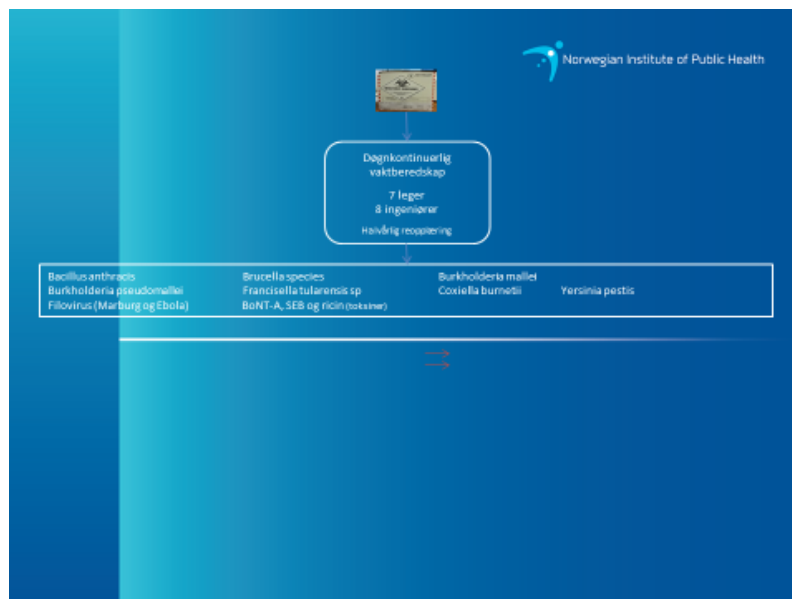 Norwegian Institute of Public Health
Døgnkontinuerlig
vaktberedskap
7 leger
8 ingeniører
Halvårlig reopplæring
Bacillus anthracis Brucella species Burkholderia mallei
Burkholderia pseudomallei Francisella tularensis sp Coxiella burnetii Yersinia pestis
Filovirus (Marburg og Ebola) BoNT-A, SEB og ricin (toksiner)